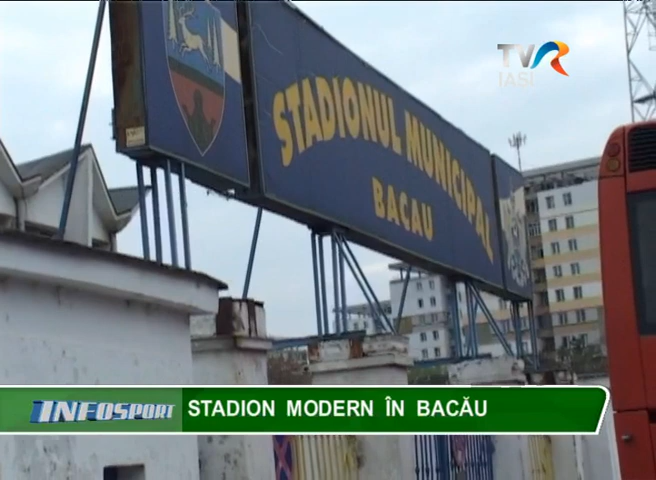 TVR
IASI
STADIONUL MUNICIPAL
BACAU
INFOSPORT
STADION MODERN ÎN BACĂU